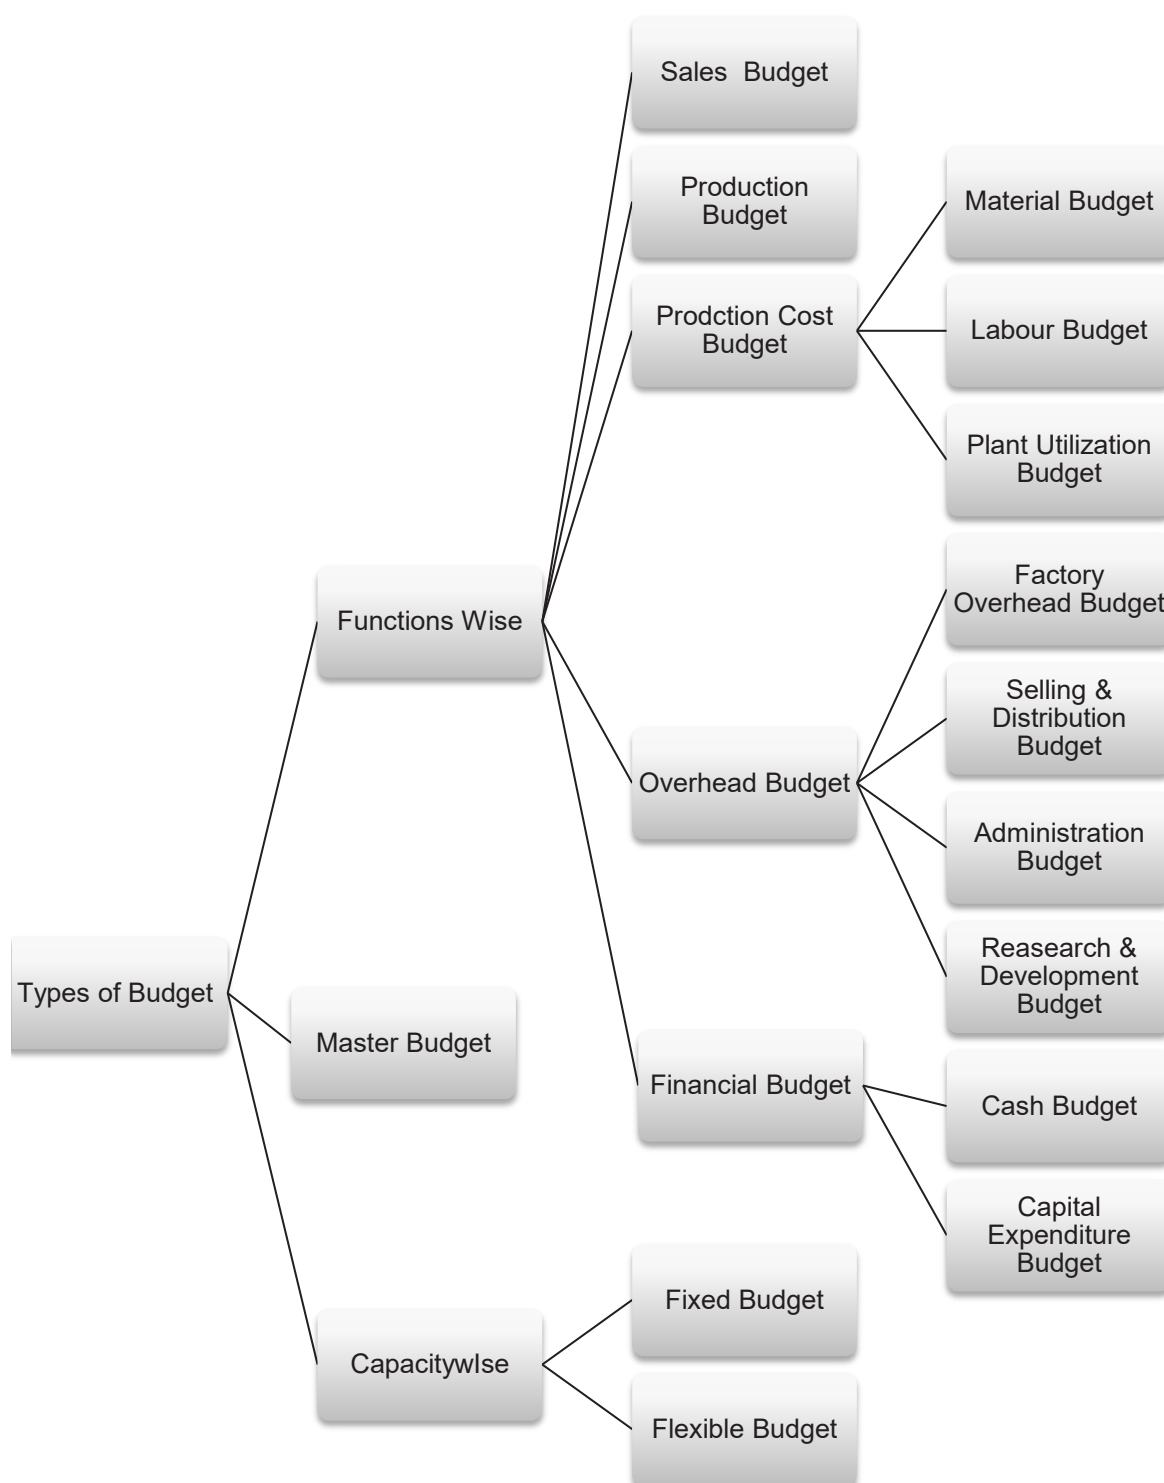 Sales  Budget
Production
Budget
Material Budget
Prodction Cost
Budget
Labour Budget
Plant Utilization
Budget
Factory
Overhead Budget
Functions Wise
Selling &
Distribution
Budget
Overhead Budget
Administration
Budget
Reasearch &
Development
Budget
Types of Budget
Master Budget
Financial Budget
Cash Budget
Capital
Expenditure
Budget
Fixed Budget
CapacitywIse
Flexible Budget